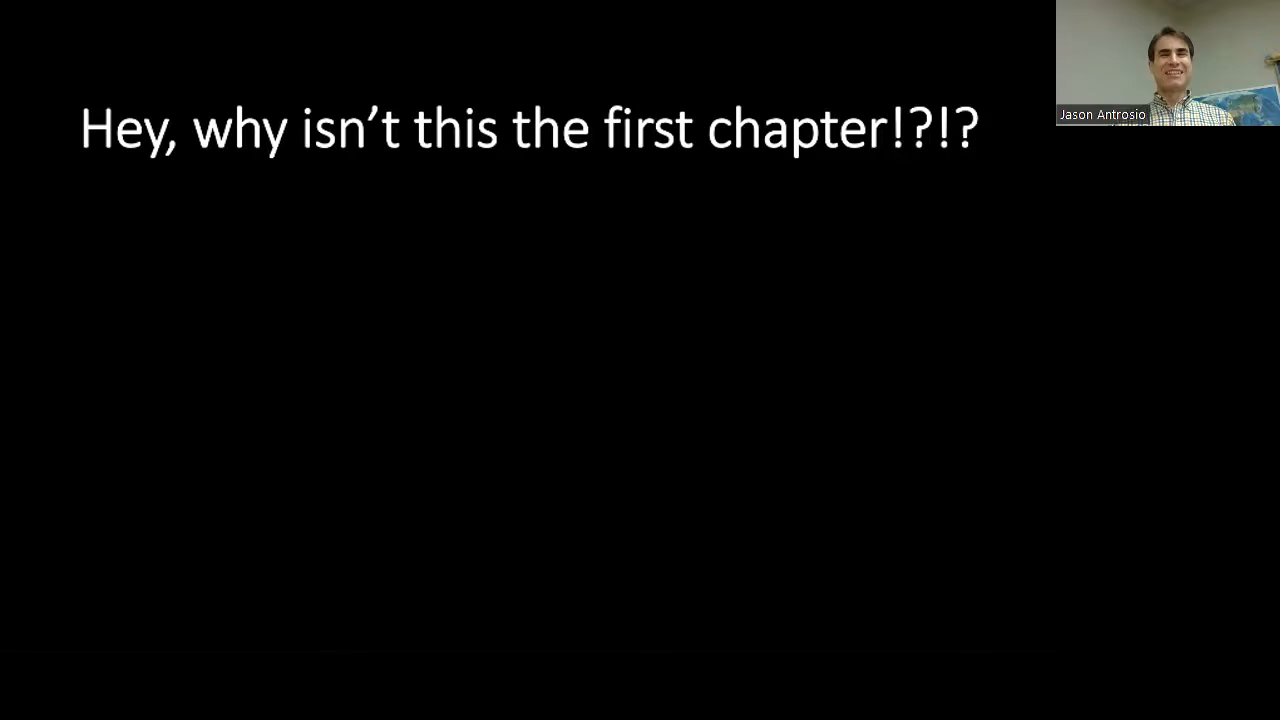 Hey, why isn’t this the first chapter!?!?
Jason Antrosio